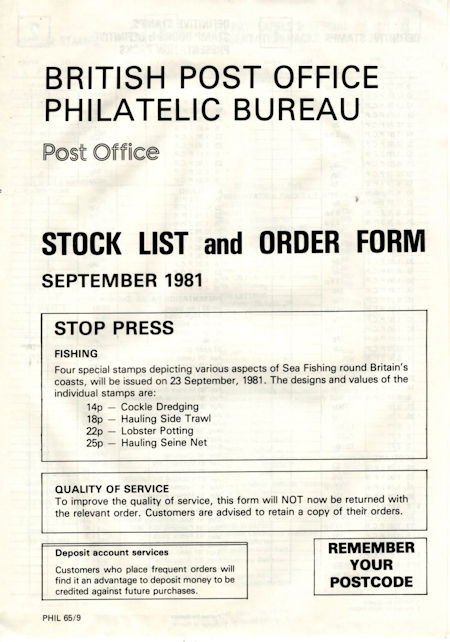 BRITISH POST OFFICE
PHILATELIC BUREAU
Post Office
STOCK LIST and ORDER FORM
SEPTEMBER 1981
STOP PRESS
FISHING
Four special stamps depicting various aspects of Sea Fishing round Britain's
coasts, will be issued on 23 September, 1981. The designs and values of the
individual stamps are:
14p — Cockle Dredging
18p — Hauling Side Trawl
22p — Lobster Potting
25p — Hauling Seine Net
QUALITY OF SERVICE
To improve the quality of service, this form will NOT now be returned with
the relevant order. Customers are advised to retain a copy of their orders.
Deposit account services
Customers who place frequent orders will
find it an advantage to deposit money to be
credited against future purchases.
REMEMBER
YOUR
POSTCODE
PHIL 65/9